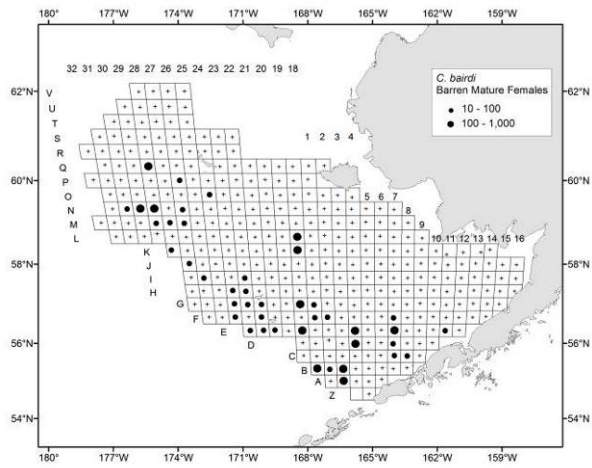 180° 177°W 174°W 171°W 168°W 165°W 162°W 159°W
32 31 30 29 28 27 26 25 24 23 22 21 20 19 18
C. bairdi
Barren Mature Females
10 - 100
100 - 1,000
62°N V 62°N
U
T
S 1 2 3 4
R
Q
60°N P 60°N
O 5 6 7
N 8
M 9
L 10 11 12 13 14 15 16
K
58°N J 58°N
I
H
G
F
E
56°N D 56°N
C
B
A
Z
54°N 54°N
180° 177°W 174°W 171°W 168°W 165°W 162°W 159°W